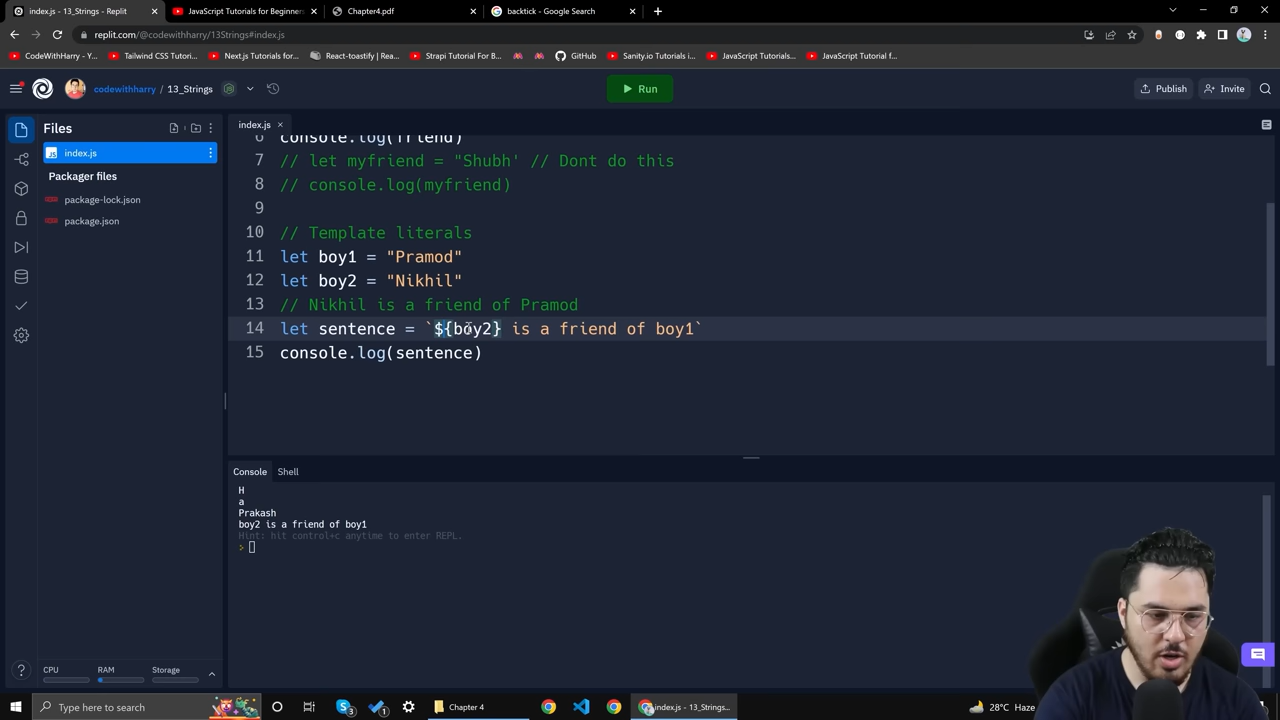 index.js - 13_Strings - Replit
JavaScript Tutorials for Beginners
Chapter4.pdf
backtick - Google Search
replit.com/@codewithharry/13Strings#index.js
CodeWithHarry - Y...
Tailwind CSS Tutori...
Next.js Tutorials for...
React-toastify | Rea...
Strapi Tutorial For B...
GitHub
Sanity.io Tutorials i...
JavaScript Tutorial...
JavaScript Tutorial f...
codewithharry / 13_Strings
Run
Publish
Invite
Files
index.js
Packager files
package-lock.json
package.json
index.js
6 console.log(friend)
7 // let myfriend = "Shubh' // Dont do this
8 // console.log(myfriend)
9
10 // Template literals
11 let boy1 = "Pramod"
12 let boy2 = "Nikhil"
13 // Nikhil is a friend of Pramod
14 let sentence = `${boy2} is a friend of boy1`
15 console.log(sentence)
Console
Shell
H
a
Prakash
boy2 is a friend of boy1
Hint: hit control+c anytime to enter REPL.
>
CPU
RAM
Storage
Type here to search
3
1
Chapter 4
index.js - 13_Strings...
28°C Haze